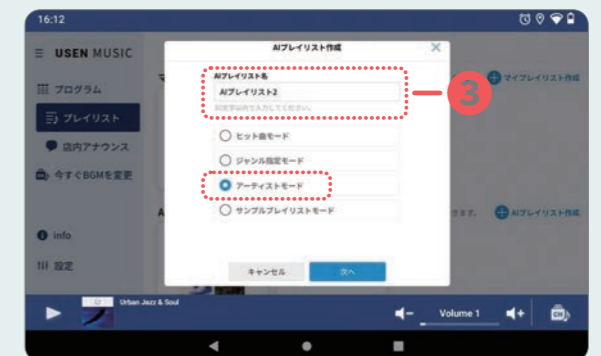 16:12
USEN MUSIC
プログラム
プレイリスト
店内アナウンス
今すぐBGMを変更
info
設定
マイプレイリスト作成
AIプレイリスト作成
AIプレイリスト作成
×
AIプレイリスト名
AIプレイリスト2
3
ヒット曲モード
ジャンル指定モード
アーティストモード
サンプルプレイリストモード
キャンセル
次へ
きます。
Urban Jazz & Soul
Volume 1
CH